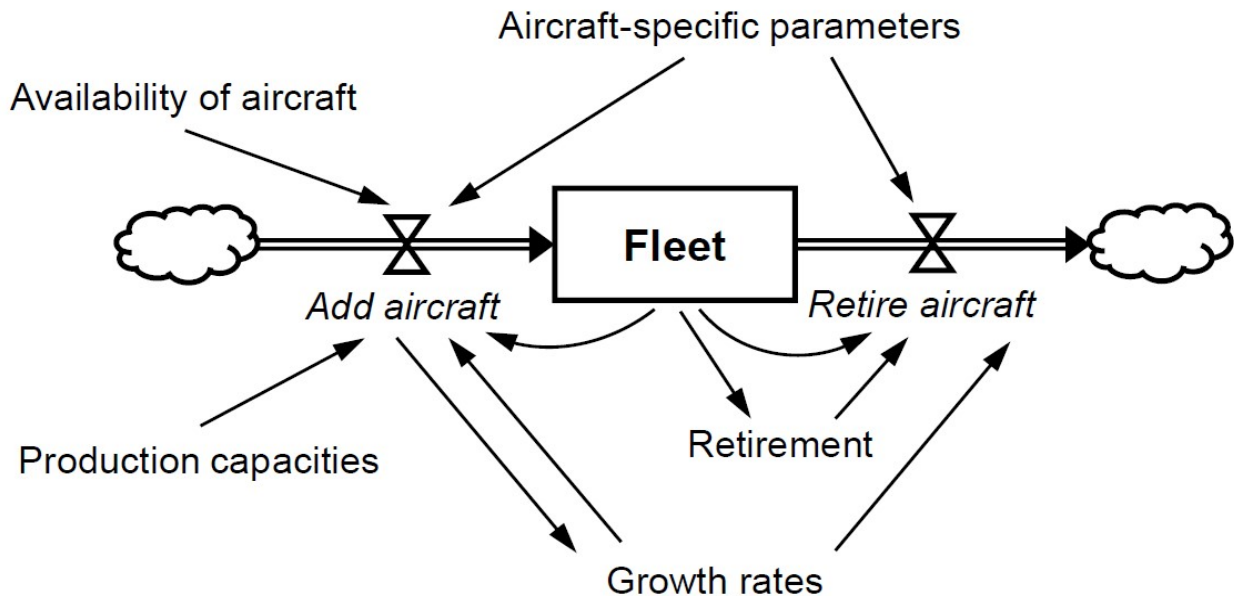 Aircraft-specific parameters
Availability of aircraft
Fleet
Add aircraft
Retire aircraft
Production capacities
Retirement
Growth rates